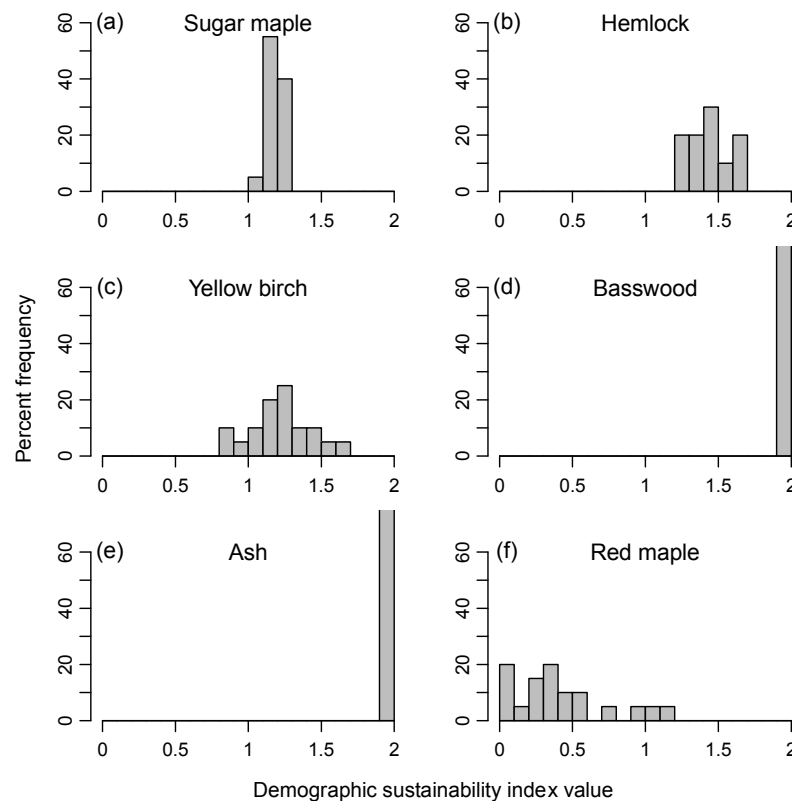 (a) Sugar maple
60
40
20
0
0 0.5 1 1.5 2
(b) Hemlock
60
40
20
0
0 0.5 1 1.5 2
(c) Yellow birch
60
40
20
0
0 0.5 1 1.5 2
(d) Basswood
60
40
20
0
0 0.5 1 1.5 2
(e) Ash
60
40
20
0
0 0.5 1 1.5 2
(f) Red maple
60
40
20
0
0 0.5 1 1.5 2
Percent frequency
Demographic sustainability index value